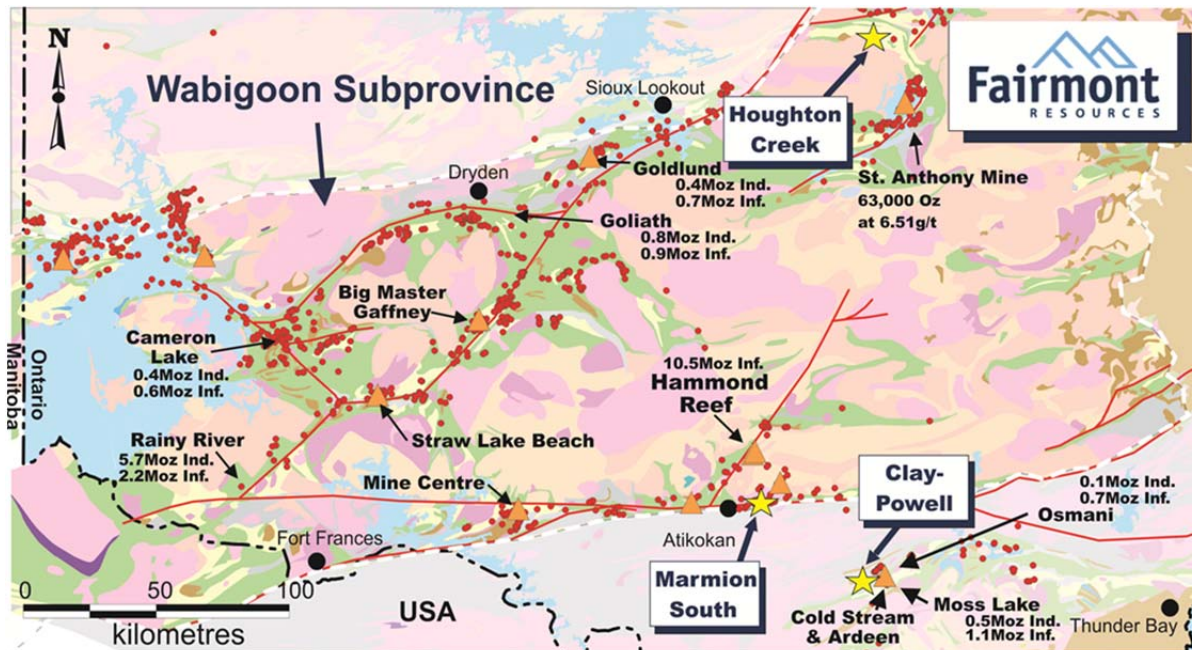 N
Wabigoon Subprovince
Sioux Lookout
Houghton
Creek
Fairmont
RESOURCES
Dryden
Goldlund
0.4Moz Ind.
0.7Moz Inf.
St. Anthony Mine
63,000 Oz
at 6.51g/t
Goliath
0.8Moz Ind.
0.9Moz Inf.
Big Master
Gaffney
Cameron
Lake
0.4Moz Ind.
0.6Moz Inf.
Ontario
Manitoba
10.5Moz Inf.
Hammond
Reef
Straw Lake Beach
Rainy River
5.7Moz Ind.
2.2Moz Inf.
Mine Centre
Clay-
Powell
0.1Moz Ind.
0.7Moz Inf.
Osmani
Fort Frances
Atikokan
Marmion
South
0 50 100
kilometres
USA
Cold Stream
& Ardeen
Moss Lake
0.5Moz Ind.
1.1Moz Inf.
Thunder Bay